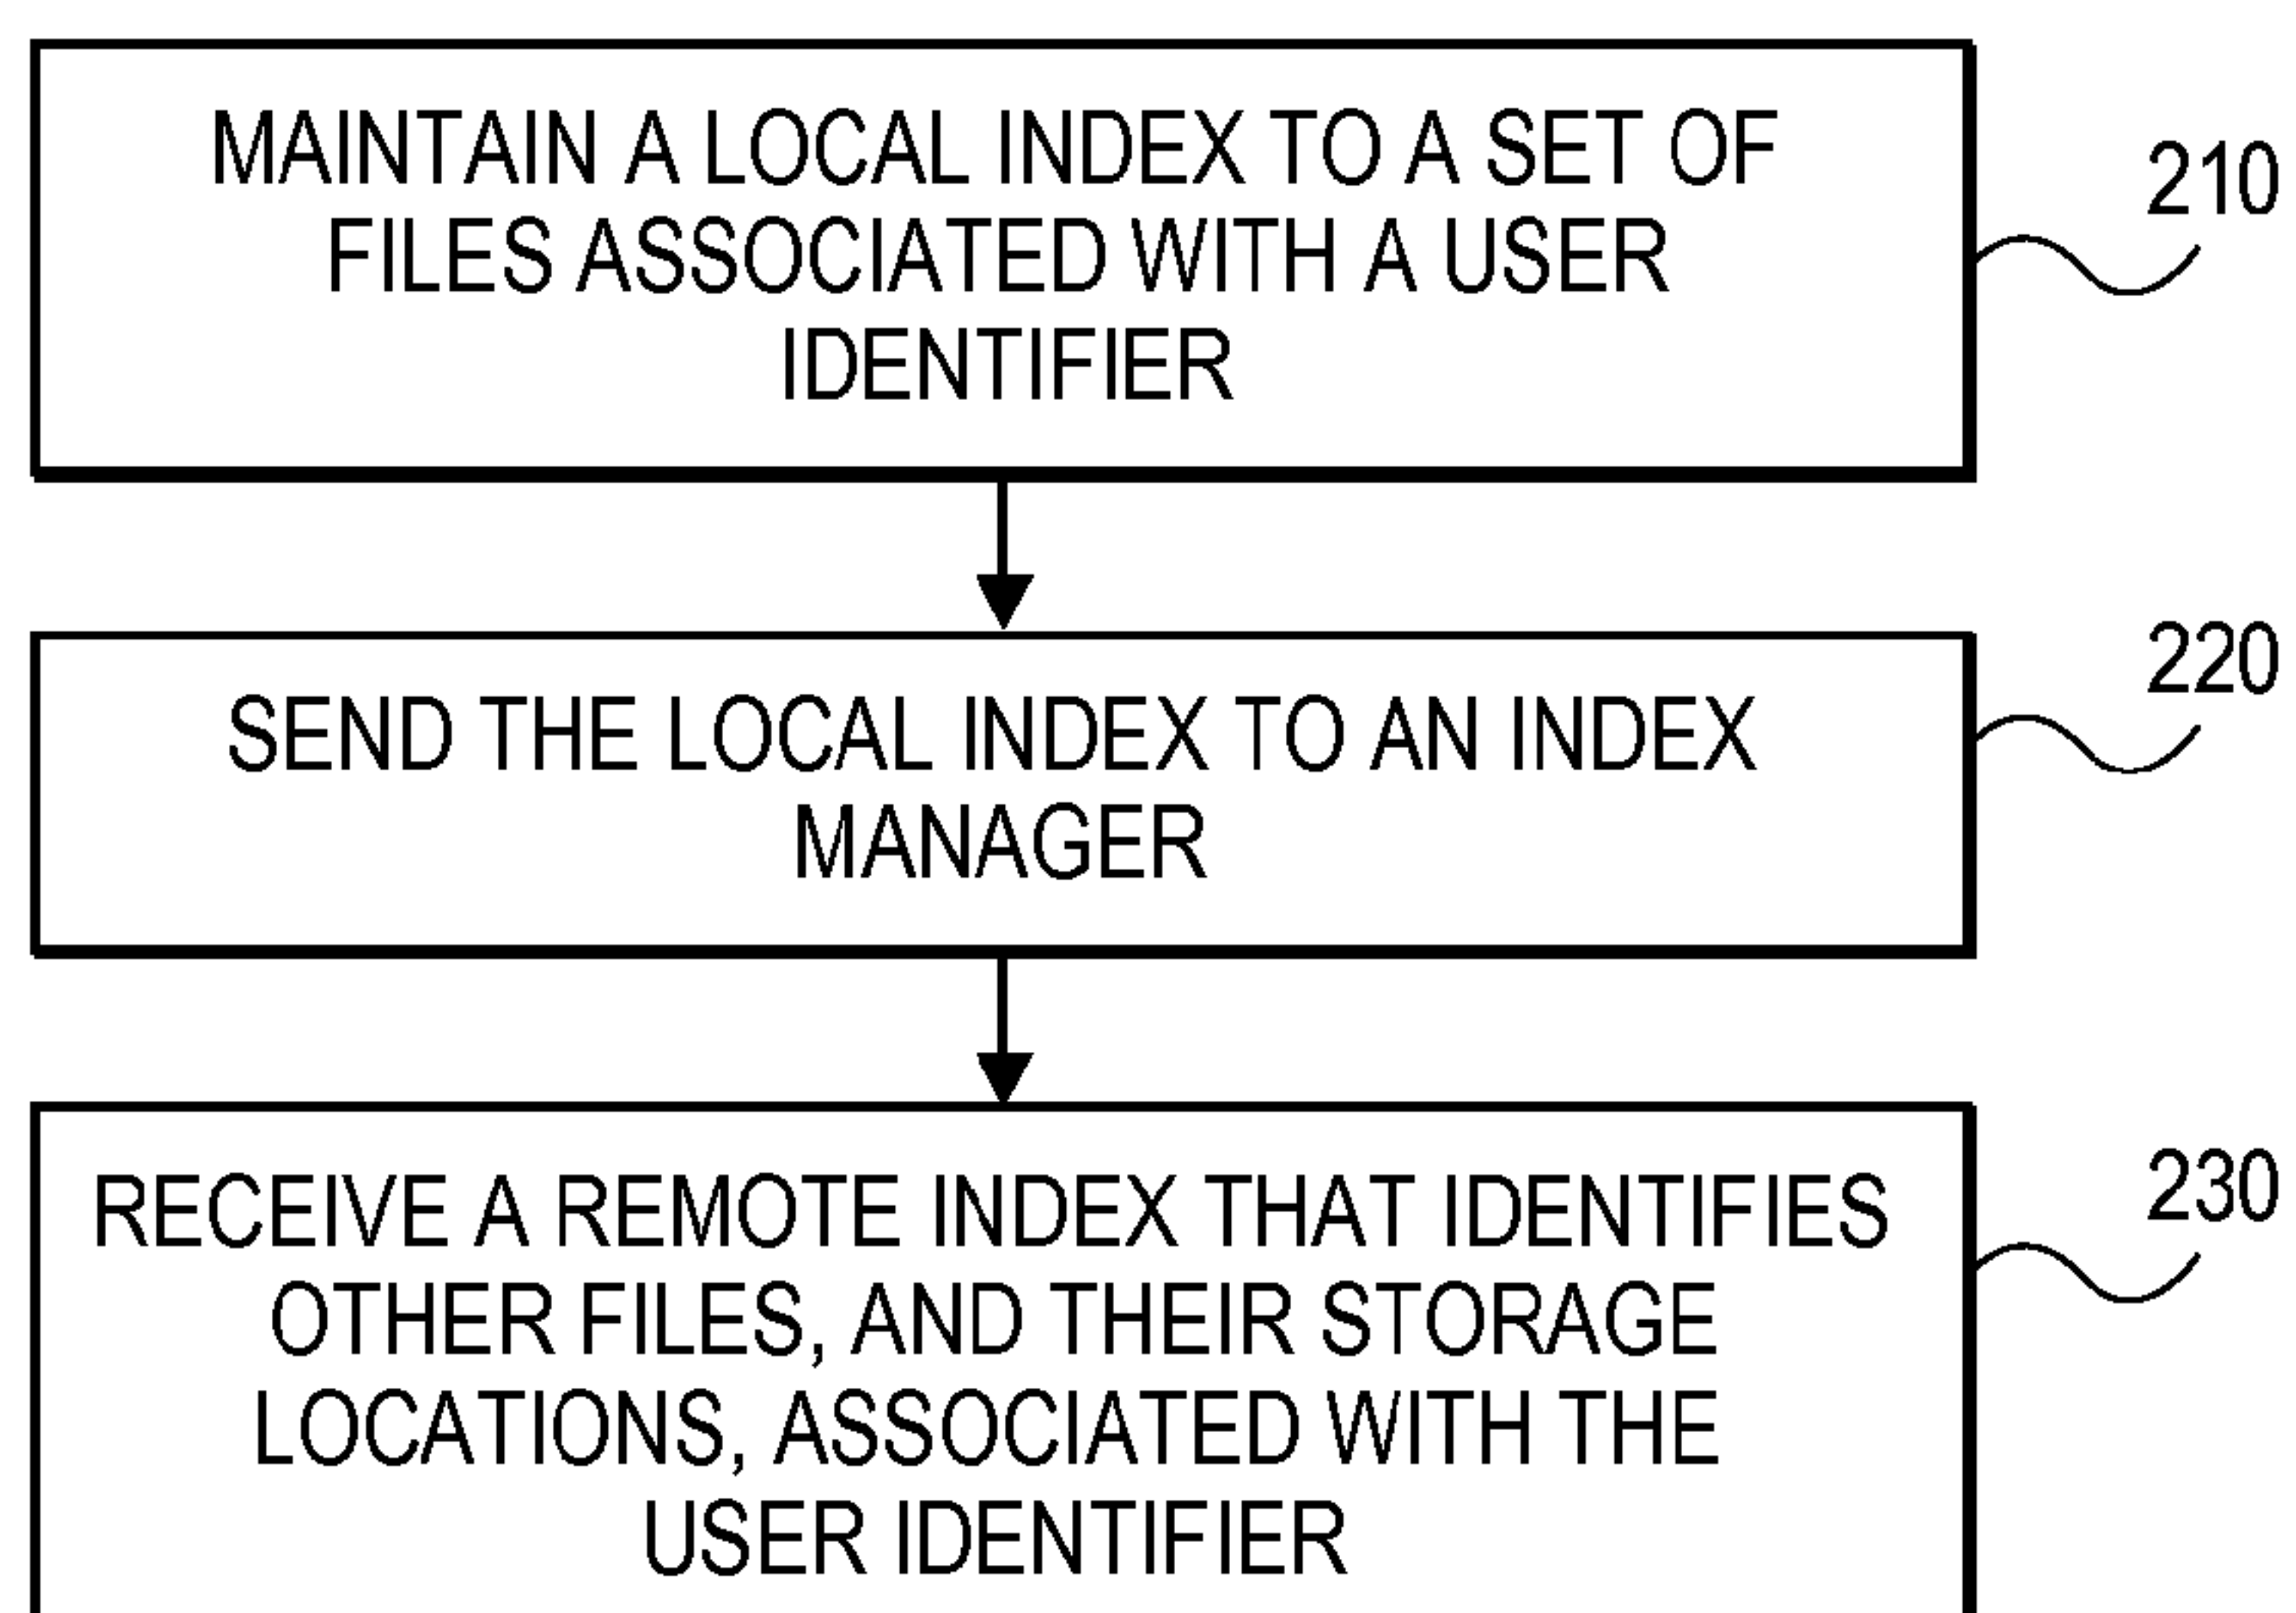 MAINTAIN A LOCAL INDEX TO A SET OF
FILES ASSOCIATED WITH A USER
IDENTIFIER
210
SEND THE LOCAL INDEX TO AN INDEX
MANAGER
220
RECEIVE A REMOTE INDEX THAT IDENTIFIES
OTHER FILES, AND THEIR STORAGE
LOCATIONS, ASSOCIATED WITH THE
USER IDENTIFIER
230